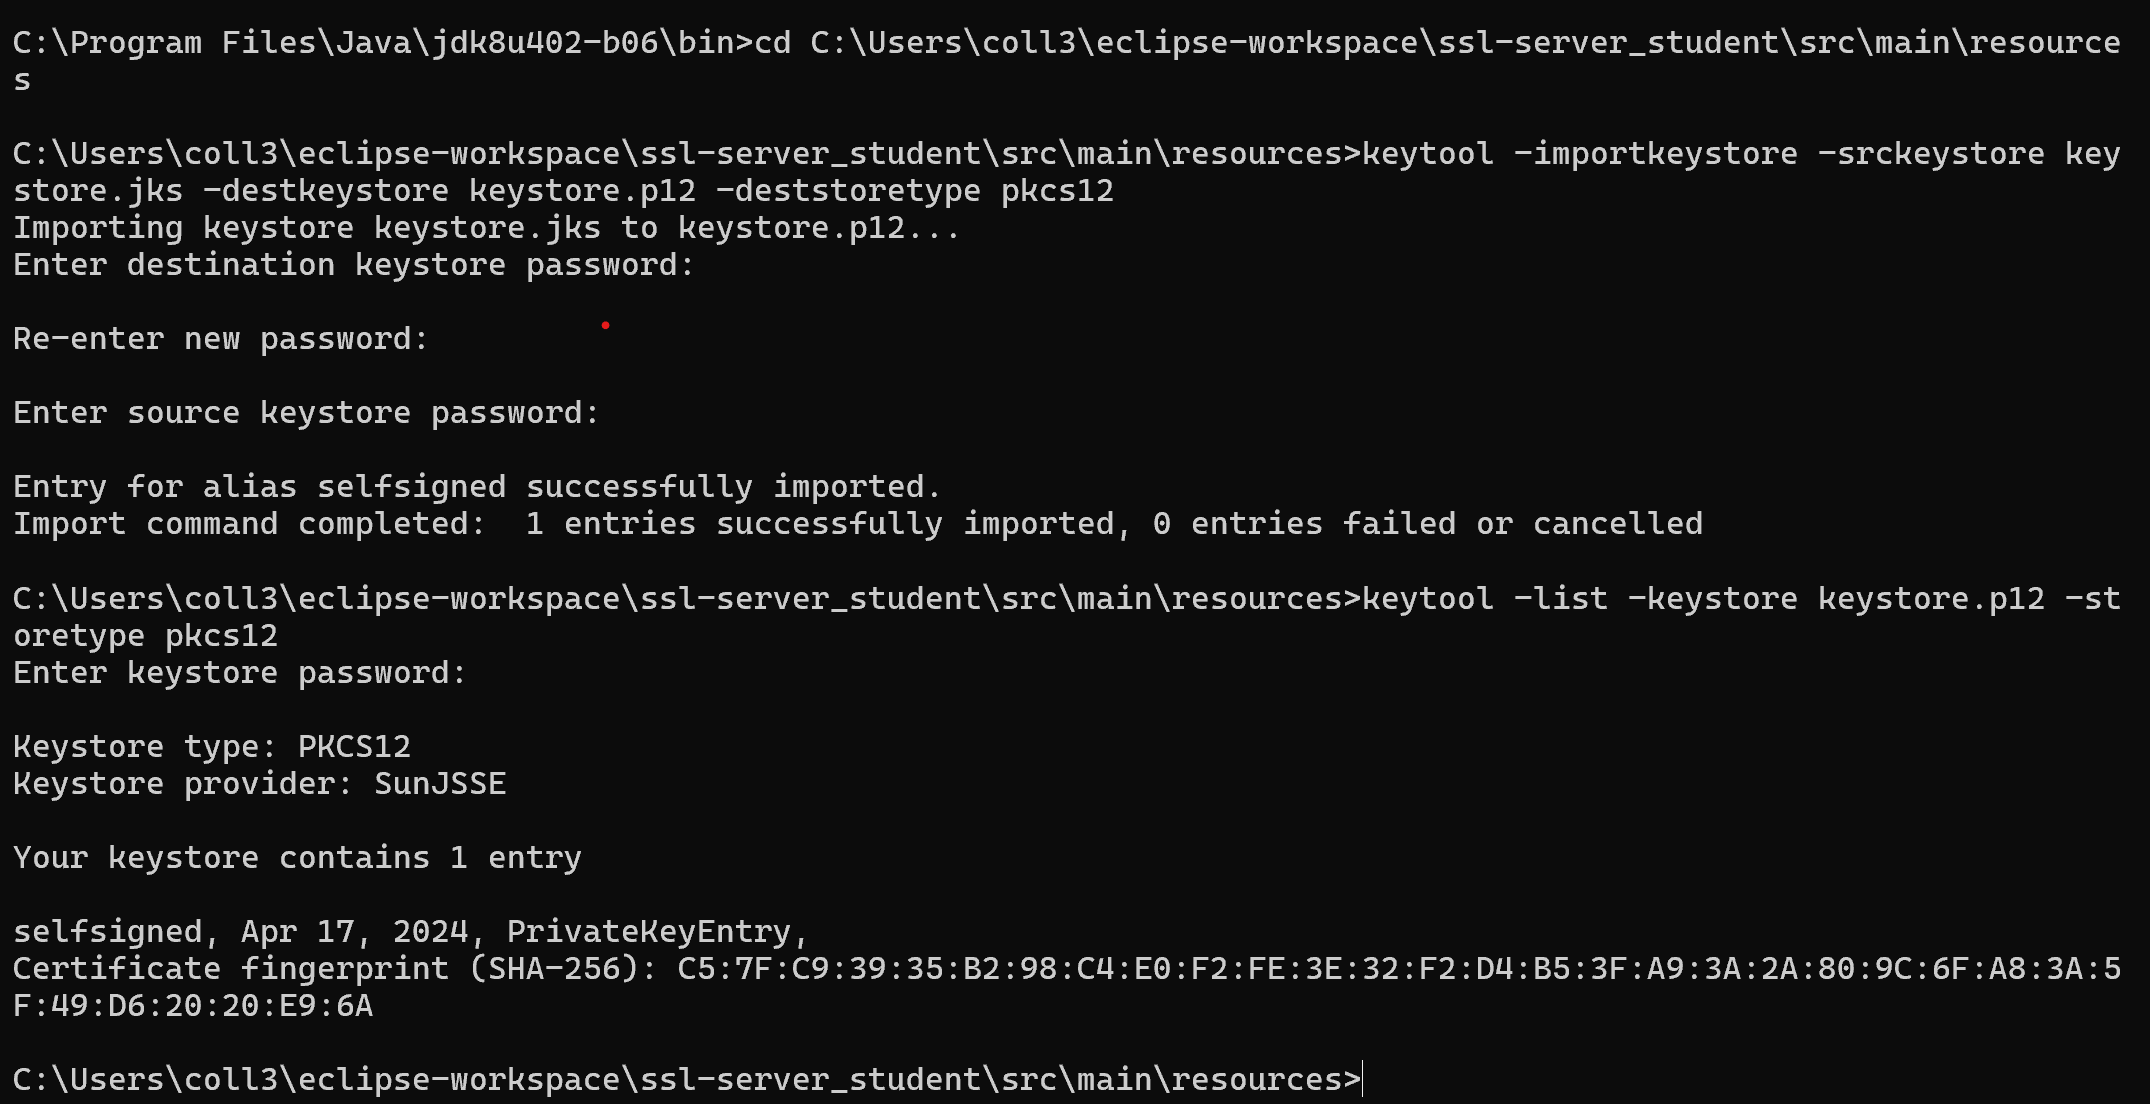 C:\Program Files\Java\jdk8u402-b06\bin>cd C:\Users\coll3\eclipse-workspace\ssl-server_student\src\main\resource
s
C:\Users\coll3\eclipse-workspace\ssl-server_student\src\main\resources>keytool -importkeystore -srckeystore key
store.jks -destkeystore keystore.p12 -deststoretype pkcs12
Importing keystore keystore.jks to keystore.p12...
Enter destination keystore password:
Re-enter new password:
Enter source keystore password:
Entry for alias selfsigned successfully imported.
Import command completed:  1 entries successfully imported, 0 entries failed or cancelled
C:\Users\coll3\eclipse-workspace\ssl-server_student\src\main\resources>keytool -list -keystore keystore.p12 -st
oretype pkcs12
Enter keystore password:
Keystore type: PKCS12
Keystore provider: SunJSSE
Your keystore contains 1 entry
selfsigned, Apr 17, 2024, PrivateKeyEntry,
Certificate fingerprint (SHA-256): C5:7F:C9:39:35:B2:98:C4:E0:F2:FE:3E:32:F2:D4:B5:3F:A9:3A:2A:80:9C:6F:A8:3A:5
F:49:D6:20:20:E9:6A
C:\Users\coll3\eclipse-workspace\ssl-server_student\src\main\resources>